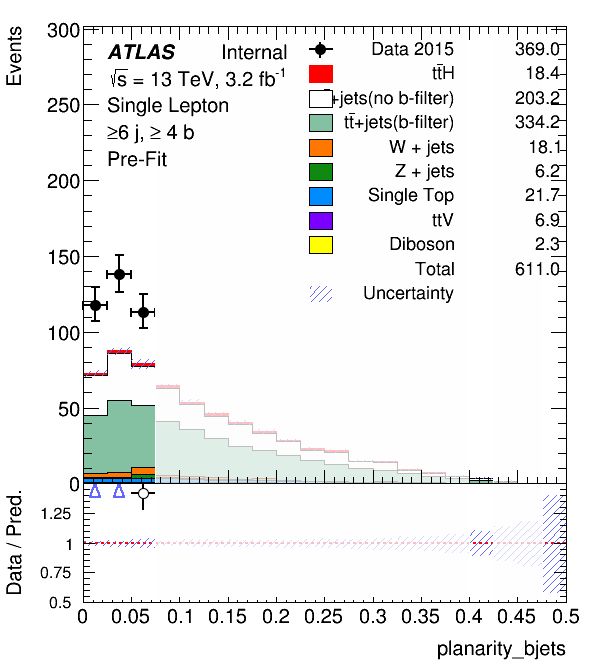 Events
ATLAS Internal
√s = 13 TeV, 3.2 fb⁻¹
Single Lepton
≥6 j, ≥ 4 b
Pre-Fit
Data 2015 369.0
tt̄H 18.4
+jets(no b-filter) 203.2
tt̄+jets(b-filter) 334.2
W + jets 18.1
Z + jets 6.2
Single Top 21.7
ttV 6.9
Diboson 2.3
Total 611.0
Uncertainty
300
250
200
150
100
50
0
Data / Pred.
1.25
1
0.75
0.5
0 0.05 0.1 0.15 0.2 0.25 0.3 0.35 0.4 0.45 0.5
planarity_bjets